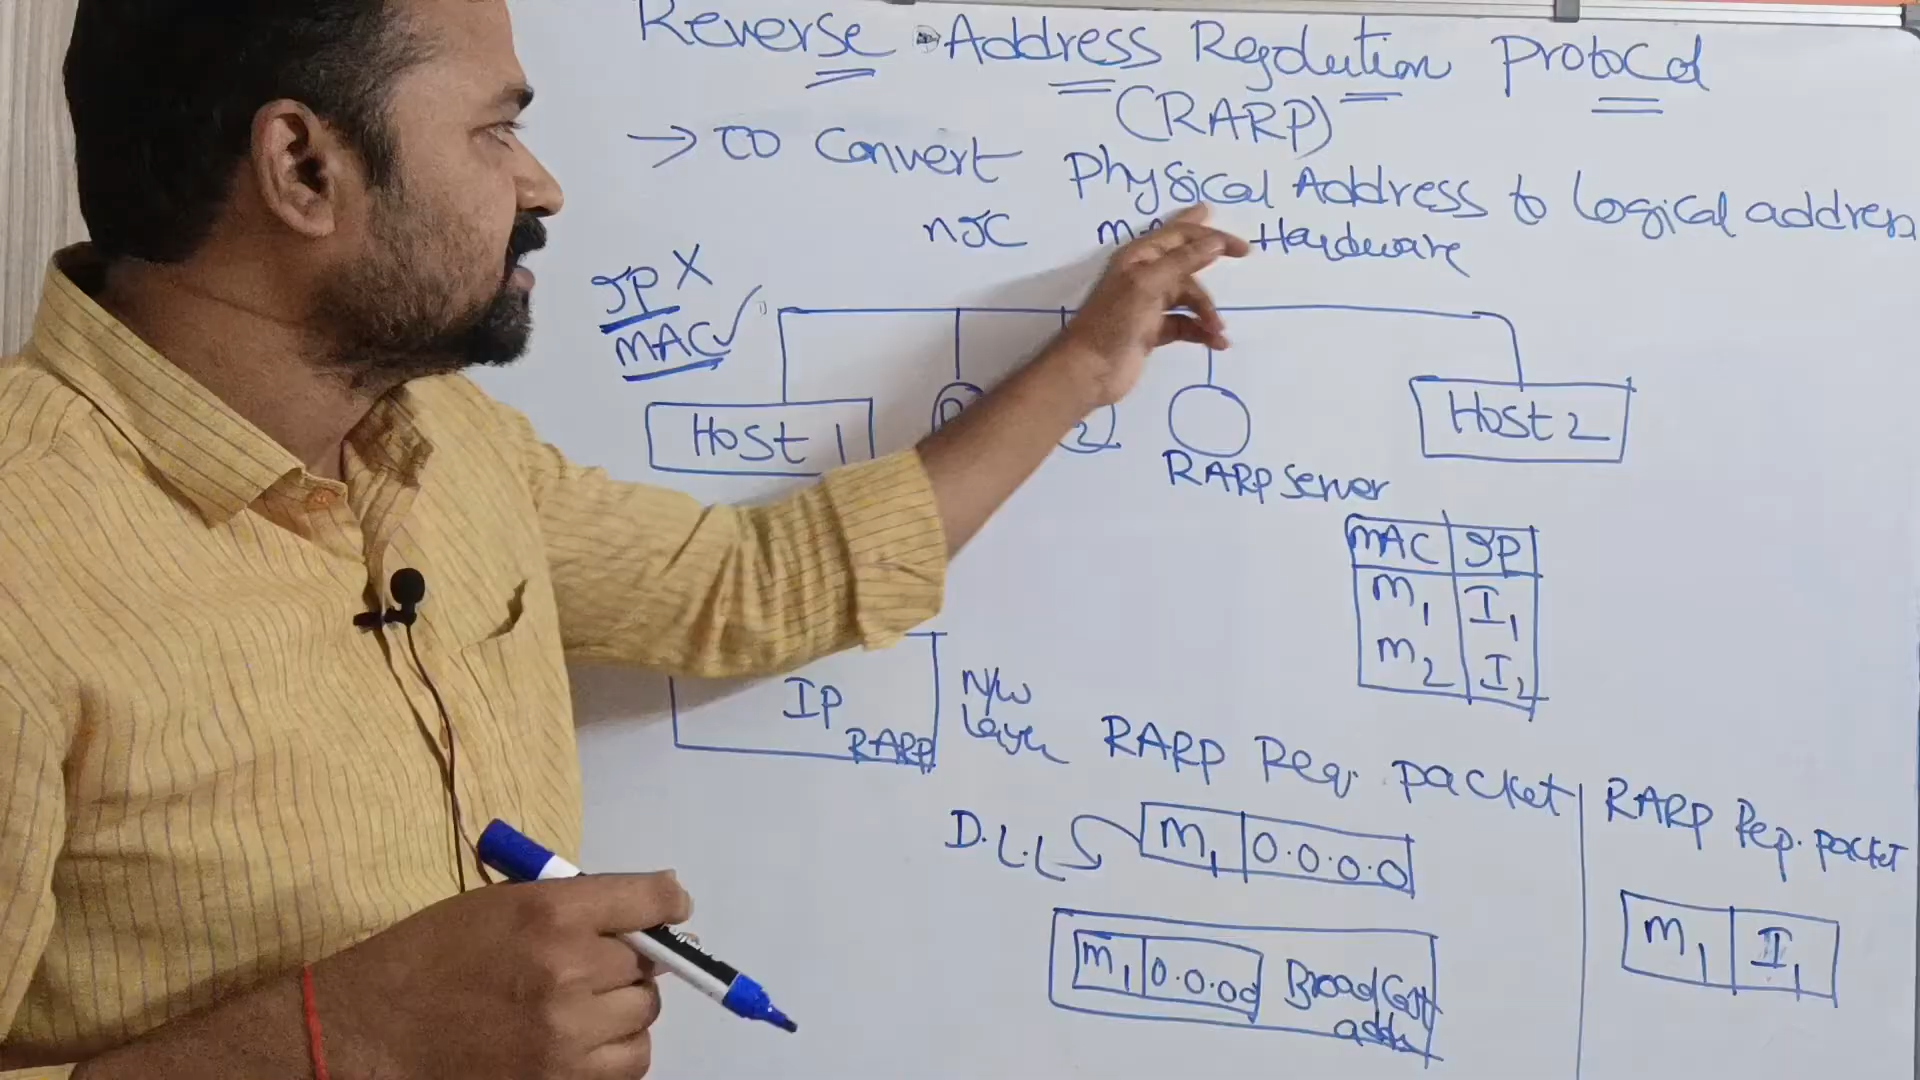 Reverse Address Resolution Protocol
(RARP)
→ TO Convert Physical Address to Logical address
NIC Hardware
IP X
MAC ✓
Host 1
2
Host 2
RARP Server
MAC IP
M1 I1
M2 I2
IP
RARP
N/W
Layer
RARP Req. packet
D.L.L
M1 0.0.0.0
M1 0.0.0.0 BroadCast
addr
RARP Rep. packet
M1 I1